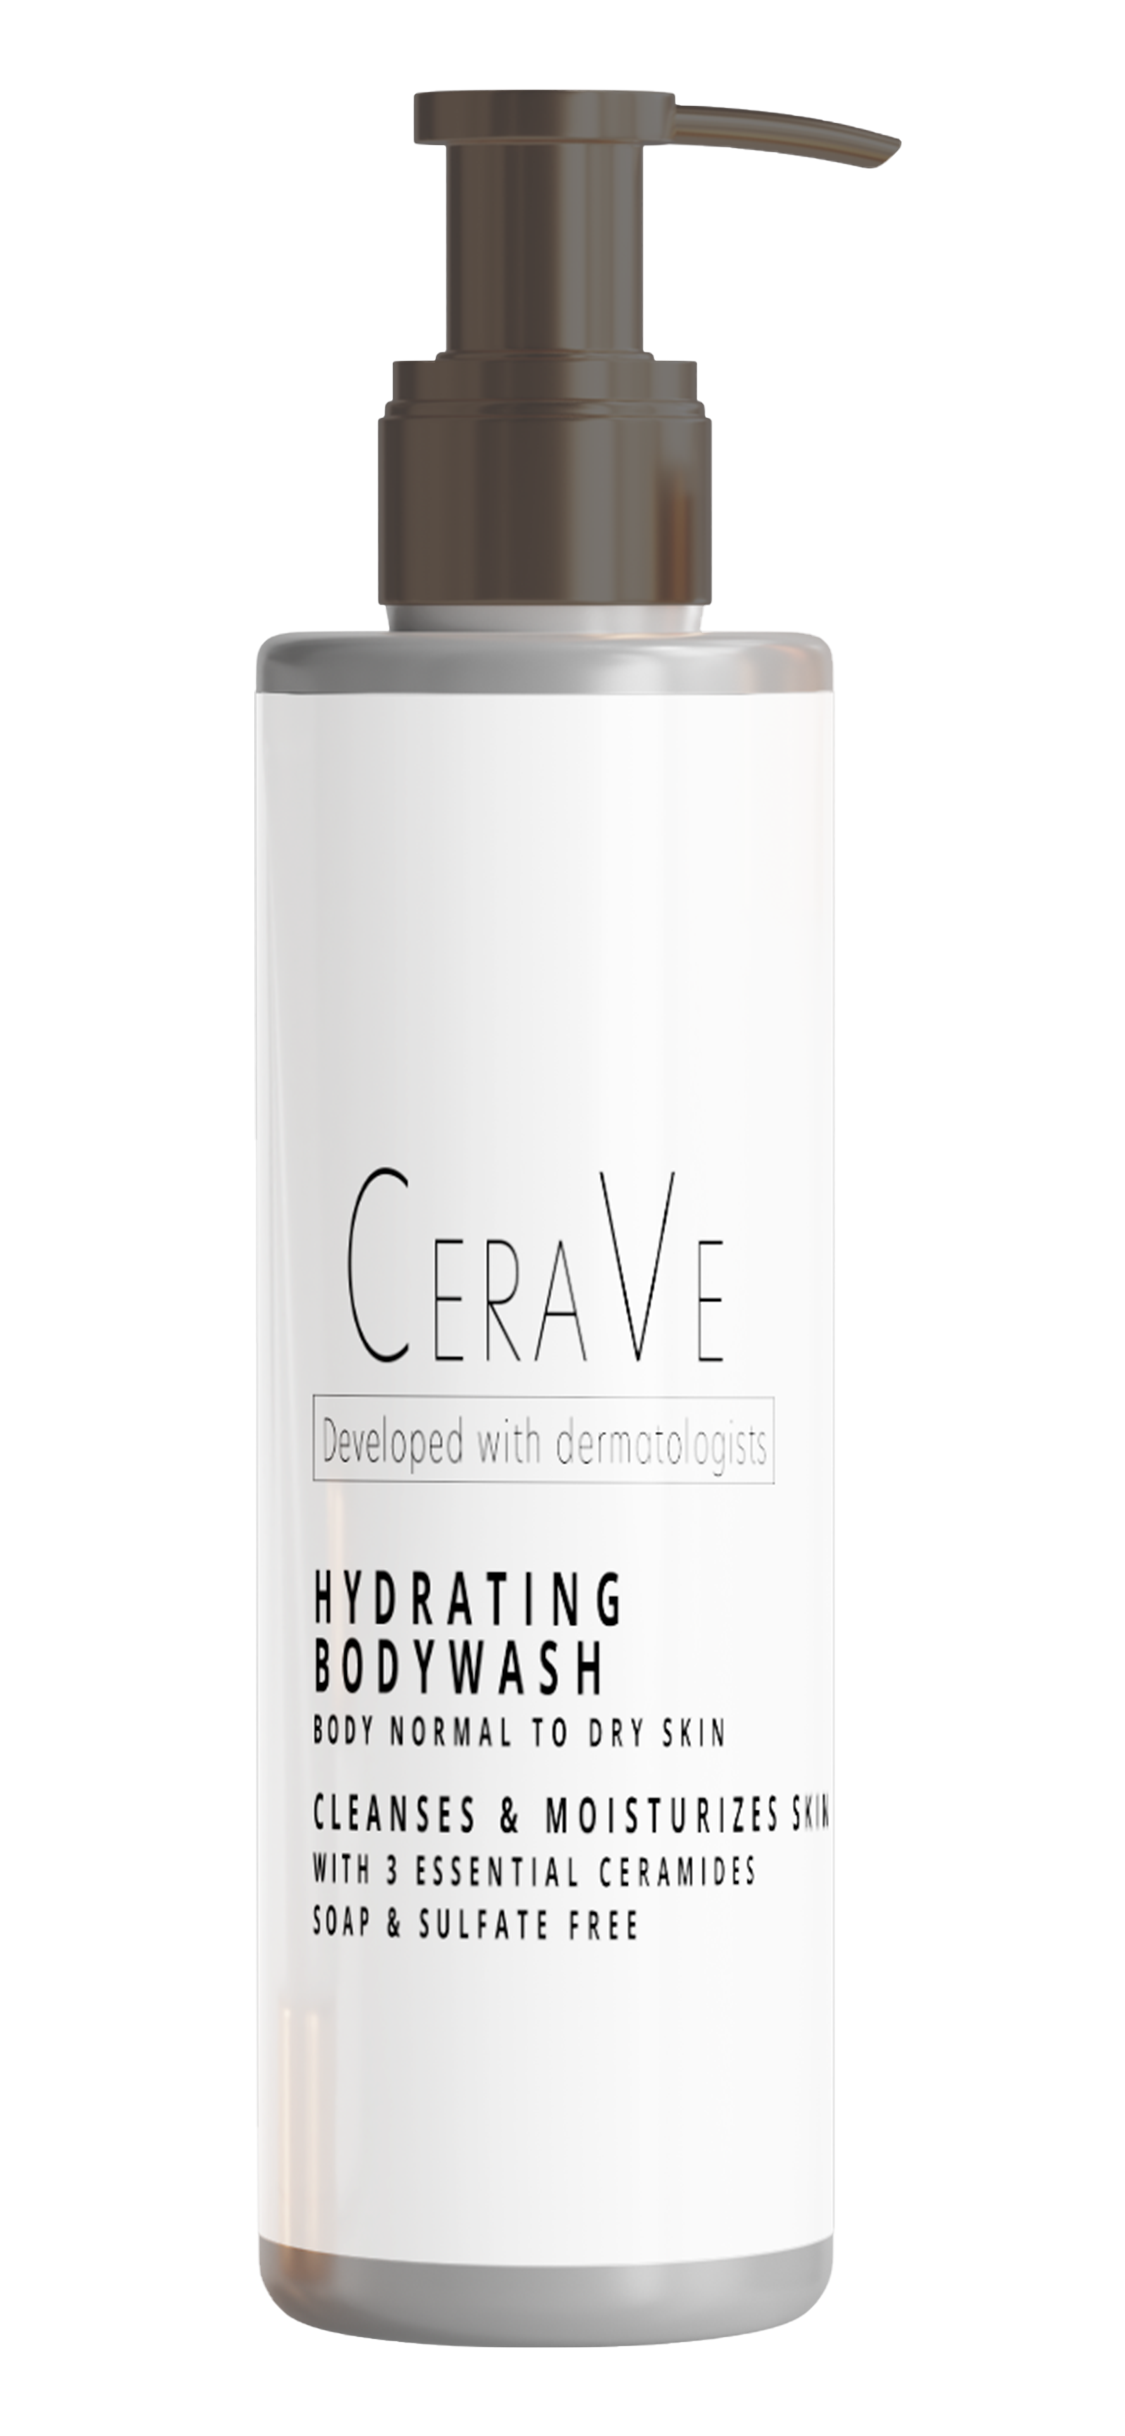 CERAVE
Developed with dermatologists
HYDRATING
BODYWASH
BODY NORMAL TO DRY SKIN
CLEANSES & MOISTURIZES SKIN
WITH 3 ESSENTIAL CERAMIDES
SOAP & SULFATE FREE